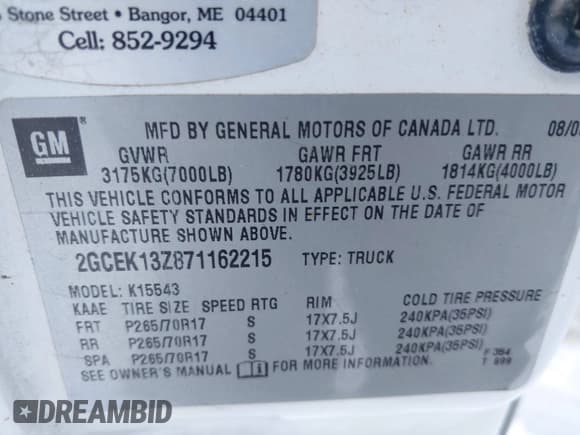 Stone Street • Bangor, ME 04401
Cell: 852-9294
GM
MFD BY GENERAL MOTORS OF CANADA LTD. 08/0
GVWR GAWR FRT GAWR RR
3175KG(7000LB) 1780KG(3925LB) 1814KG(4000LB)
THIS VEHICLE CONFORMS TO ALL APPLICABLE U.S. FEDERAL MOTOR
VEHICLE SAFETY STANDARDS IN EFFECT ON THE DATE OF
MANUFACTURE SHOWN ABOVE.
2GCEK13Z871162215 TYPE: TRUCK
MODEL: K15543
KAAE TIRE SIZE SPEED RTG RIM COLD TIRE PRESSURE
FRT P265/70R17 S 17X7.5J 240KPA(35PSI)
RR P265/70R17 S 17X7.5J 240KPA(35PSI)
SPA P265/70R17 S 17X7.5J 240KPA(35PSI)
SEE OWNER'S MANUAL FOR MORE INFORMATION. F 364
T 999
DREAMBID